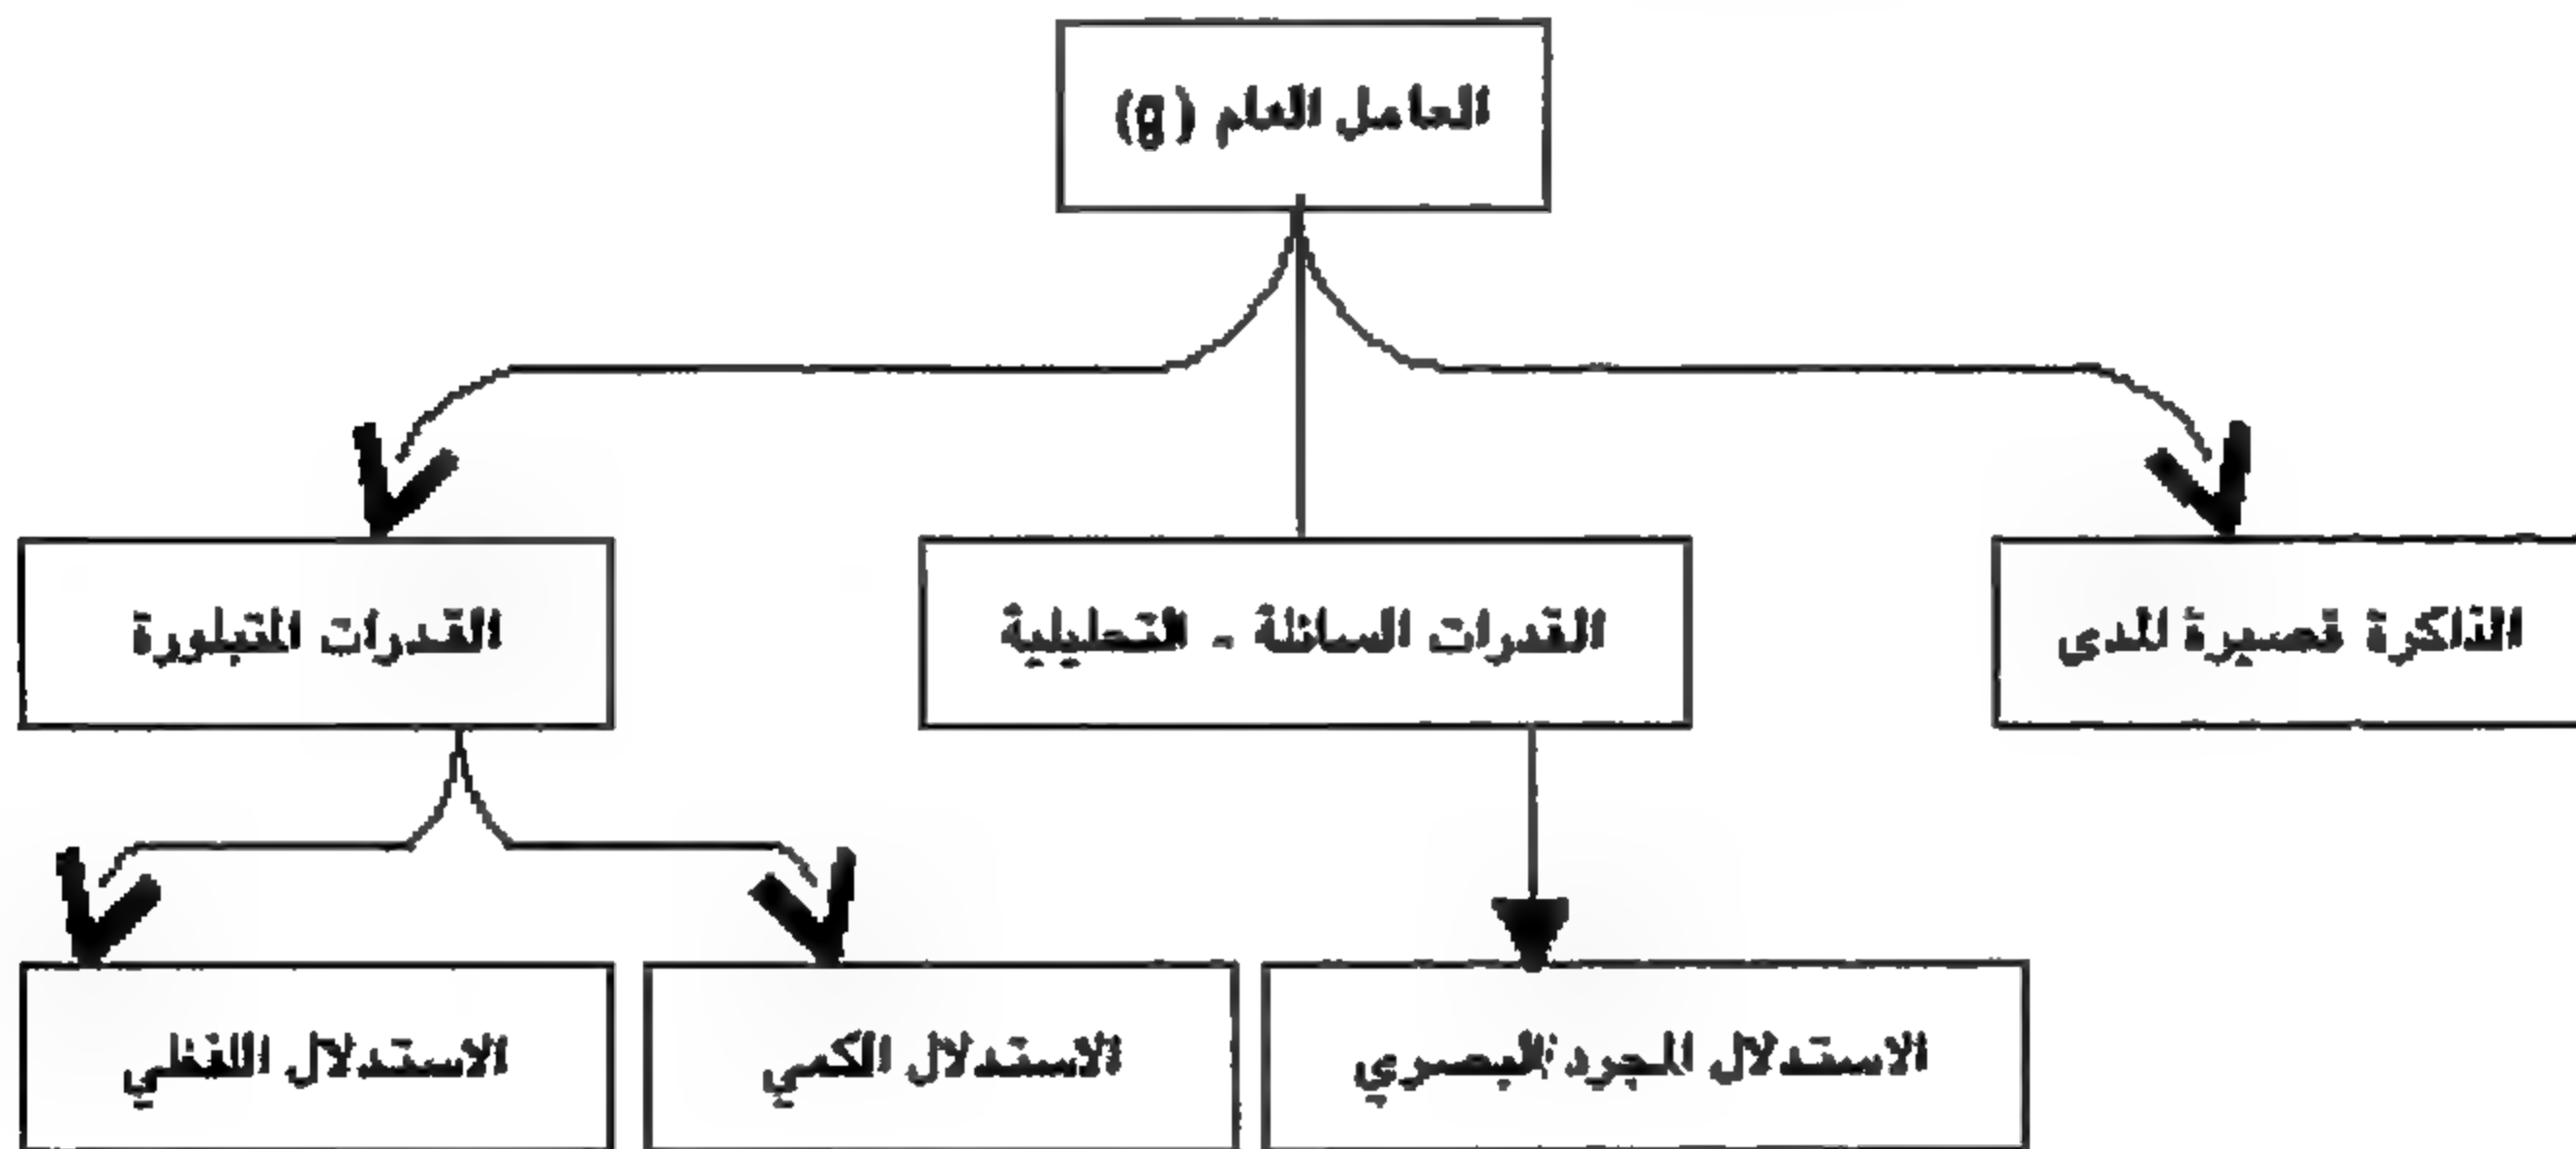 العامل العام (g)
الذاكرة قصيرة المدى
القدرات السائلة - التحليلية
القدرات المتبلورة
الاستدلال المجرد/البصري
الاستدلال الكمي
الاستدلال اللفظي